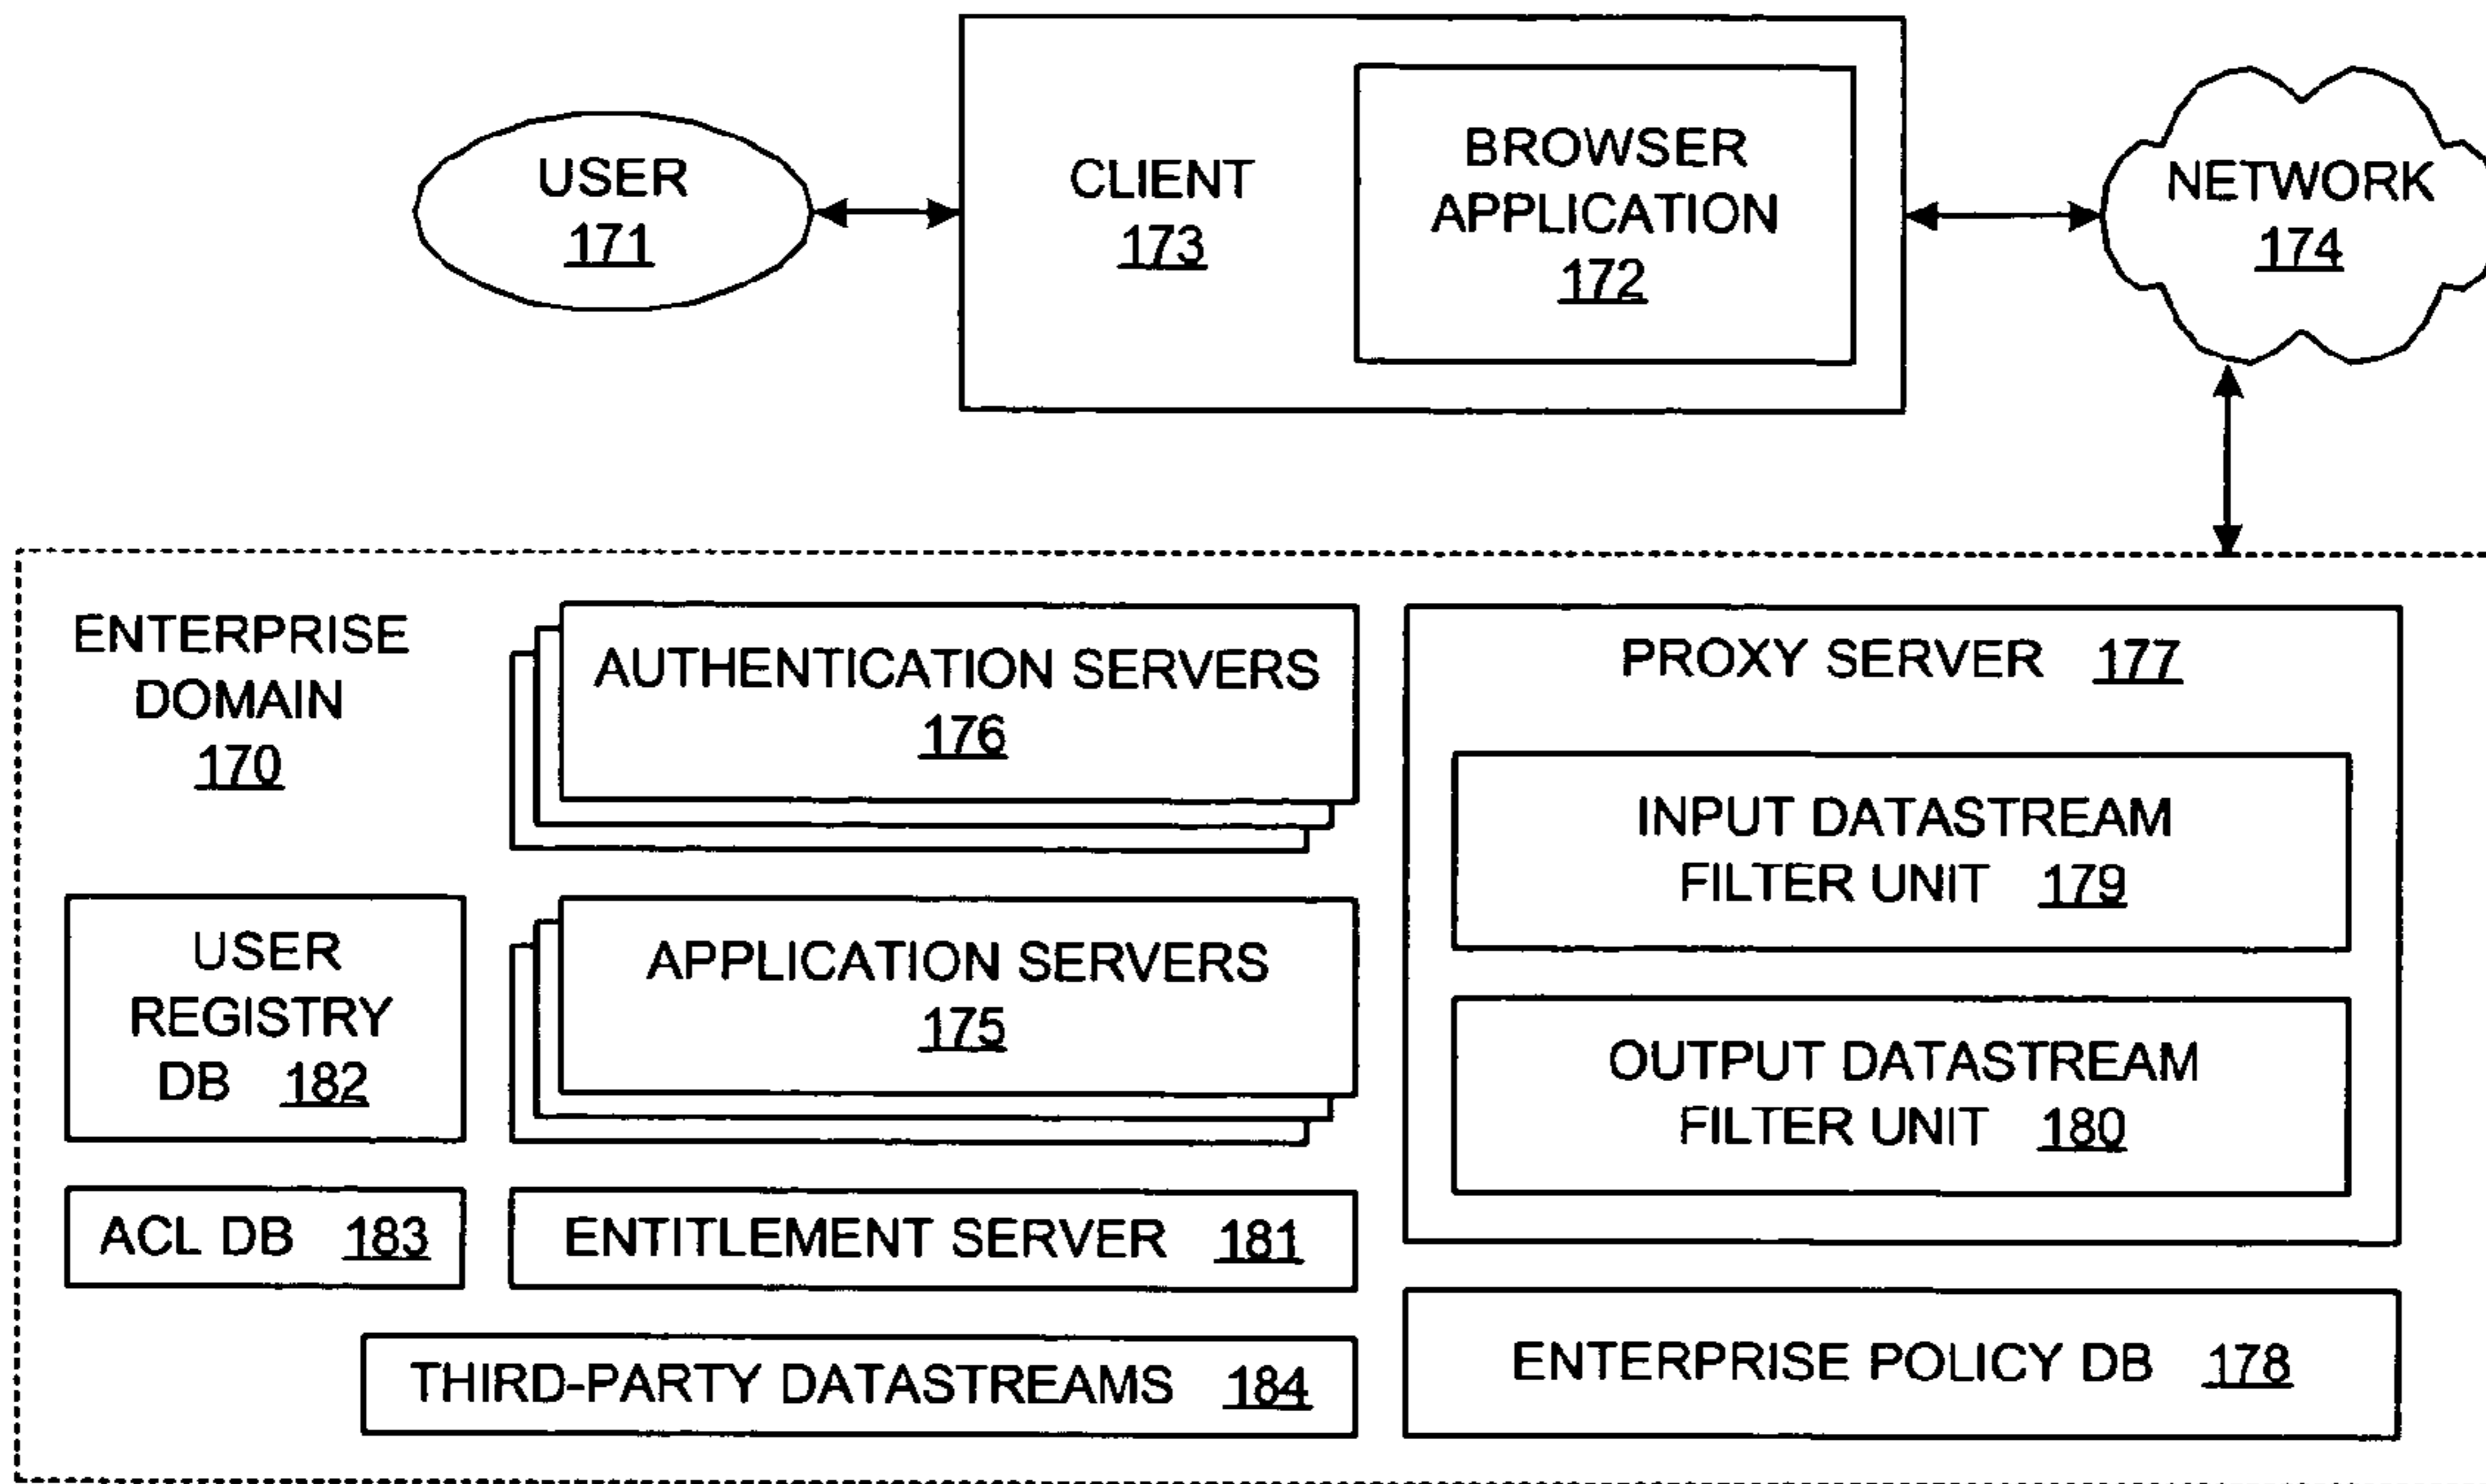 USER
171
CLIENT
173
BROWSER
APPLICATION
172
NETWORK
174
ENTERPRISE
DOMAIN
170
AUTHENTICATION SERVERS
176
PROXY SERVER 177
INPUT DATASTREAM
FILTER UNIT 179
USER
REGISTRY
DB 182
APPLICATION SERVERS
175
OUTPUT DATASTREAM
FILTER UNIT 180
ACL DB 183
ENTITLEMENT SERVER 181
THIRD-PARTY DATASTREAMS 184
ENTERPRISE POLICY DB 178